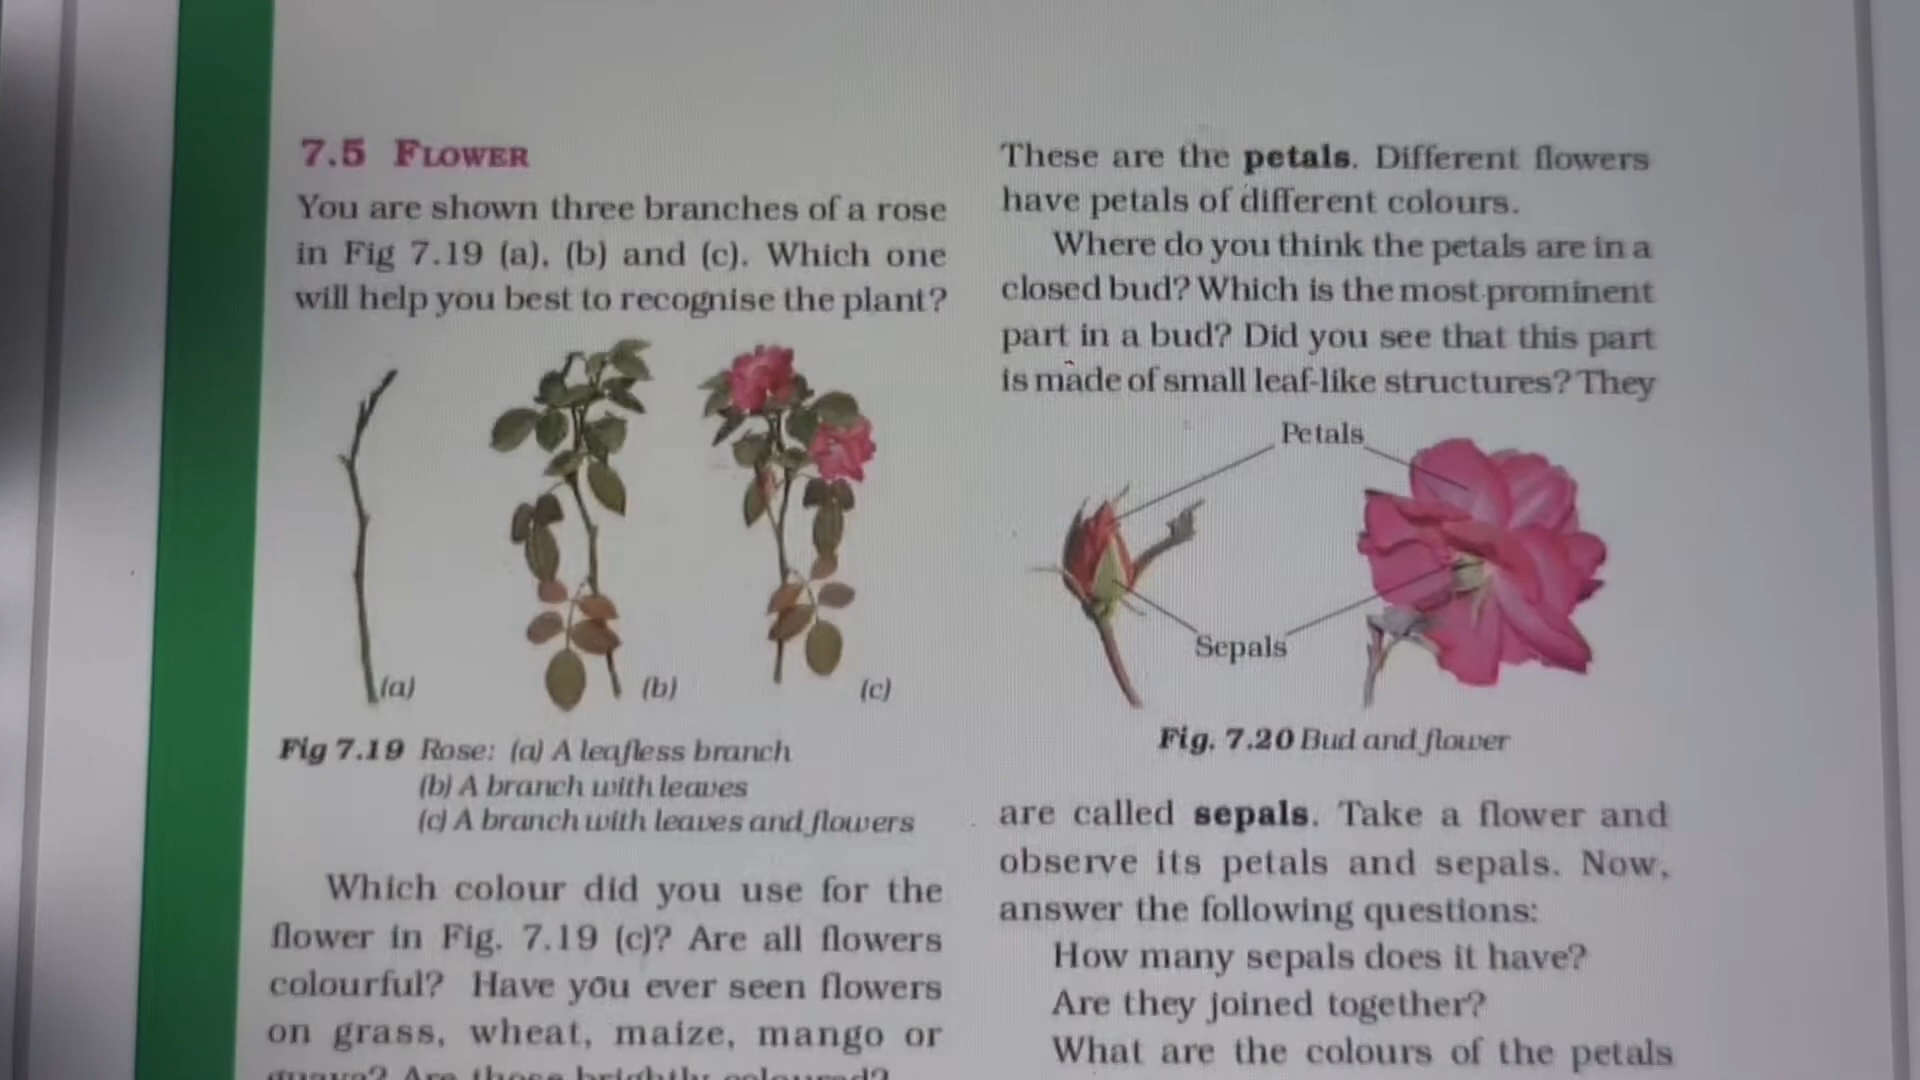 7.5 FLOWER
You are shown three branches of a rose
in Fig 7.19 (a), (b) and (c). Which one
will help you best to recognise the plant?
(a)
(b)
(c)
Fig 7.19 Rose: (a) A leafless branch
(b) A branch with leaves
(c) A branch with leaves and flowers
Which colour did you use for the
flower in Fig. 7.19 (c)? Are all flowers
colourful? Have you ever seen flowers
on grass, wheat, maize, mango or
guava? Are these brightly coloured?
These are the petals. Different flowers
have petals of different colours.
Where do you think the petals are in a
closed bud? Which is the most prominent
part in a bud? Did you see that this part
is made of small leaf-like structures? They
Petals
Sepals
Fig. 7.20 Bud and flower
are called sepals. Take a flower and
observe its petals and sepals. Now,
answer the following questions:
How many sepals does it have?
Are they joined together?
What are the colours of the petals